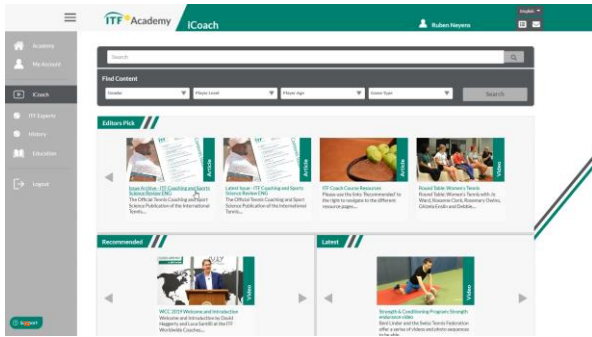 English
ITF Academy
ICoach
Ruben Neyens
Academy
My Account
ICoach
ITF Experts
History
Education
Logout
Support
Search
Find Content
Gender
Player Level
Player Age
Game Type
Search
Editors Pick
Article
Article
Article
Video
Issue Archive - ITF Coaching and Sports
Science Review ENG
The Official Tennis Coaching and Sport
Science Publication of the International
Tennis...
Latest Issue - ITF Coaching and Sports
Science Review ENG
The Official Tennis Coaching and Sport
Science Publication of the International
Tennis...
ITF Coach Course Resources
Please use the links 'Recommended' to
the right to navigate to the different
resource pages...
Round Table: Women's Tennis
Round Table: Women's Tennis with Jo
Ward, Roxanne Clark, Rosemary Owino,
and Debbie...
Recommended
Video
WCC 2019 Welcome and Introduction
Welcome and Introduction by David
Haggerty and Luca Santilli at the ITF
Worldwide Coaches...
Latest
Video
Strength & Conditioning Program: Strength
endurance video
Beni Linder and the Swiss Tennis Federation
offer a series of videos and photo sequences
to be able